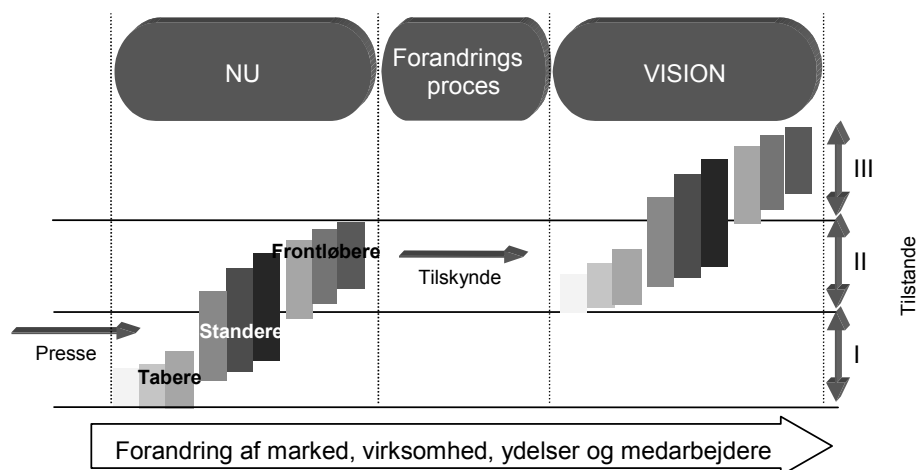 NU
Forandrings
proces
VISION
III
Frontløbere
II
Tilskynde
Tilstande
Standere
Presse
I
Tabere
Forandring af marked, virksomhed, ydelser og medarbejdere